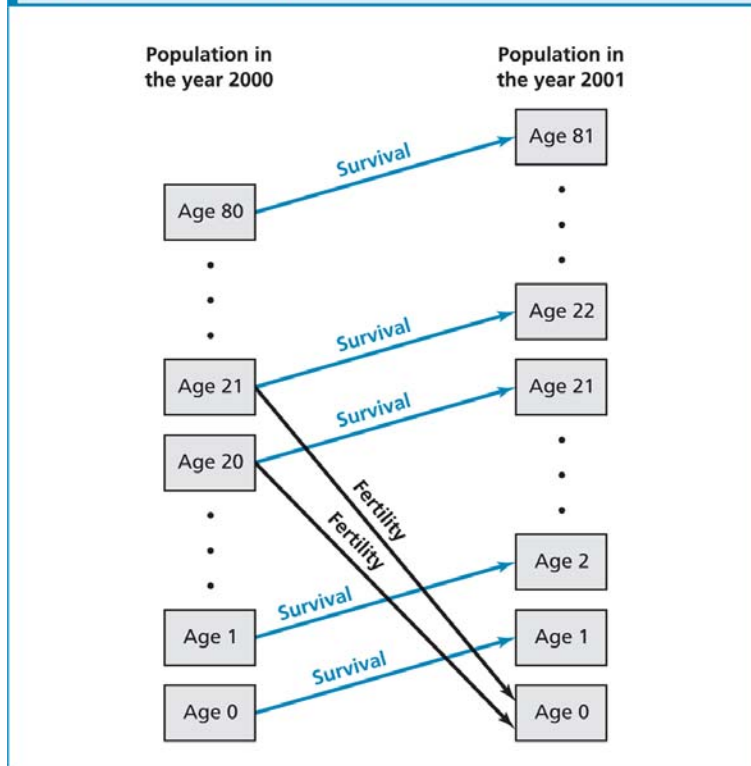 Population in
the year 2000
Population in
the year 2001
Survival
Age 81
Age 80
Survival
Age 22
Age 21
Survival
Age 21
Age 20
Fertility
Fertility
Age 2
Survival
Age 1
Age 1
Survival
Age 0
Age 0